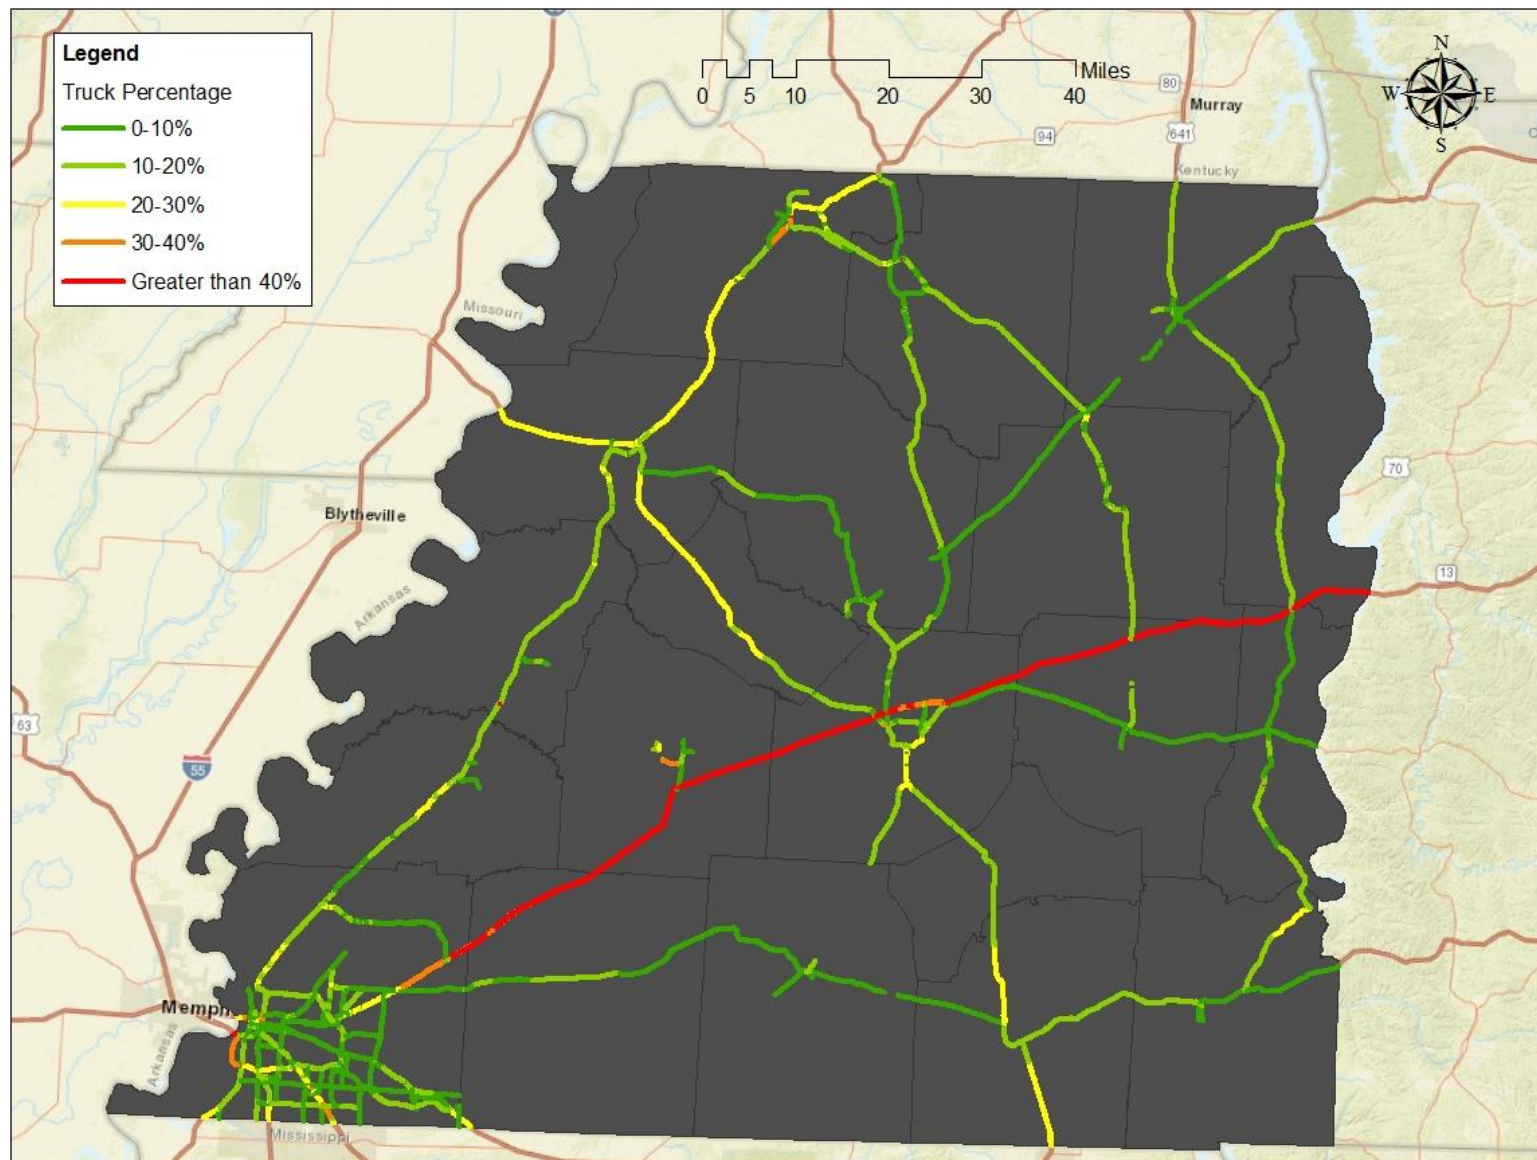 Legend
Truck Percentage
0-10%
10-20%
20-30%
30-40%
Greater than 40%
Miles
0 5 10 20 30 40
N
W E
S
80
Murray
94
641
Kentucky
Missouri
70
Blytheville
13
Arkansas
63
55
Memph
Arkansas
Mississippi